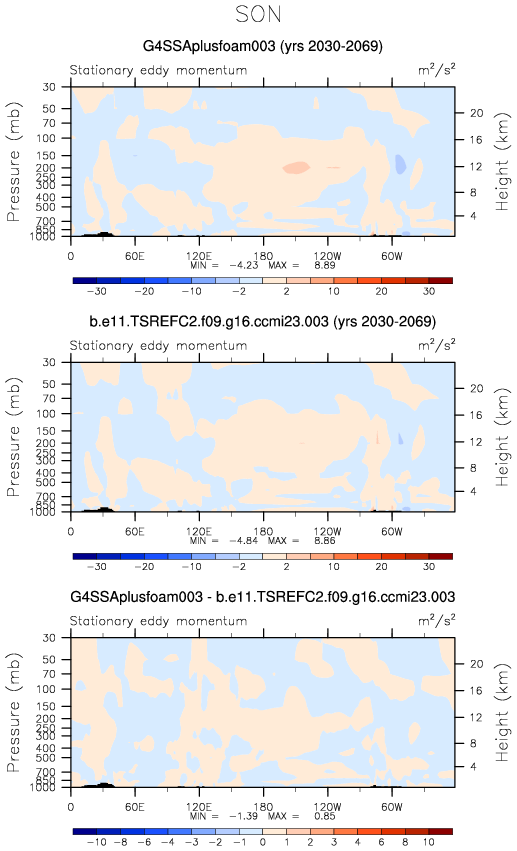 SON
G4SSAplusfoam003 (yrs 2030-2069)
Stationary eddy momentum m²/s²
30
50
70
100
150
200
250
300
400
500
700
850
1000
Pressure (mb)
20
16
12
8
4
Height (km)
0 60E 120E 180 120W 60W
MIN = -4.23 MAX = 8.89
-30 -20 -10 -2 2 10 20 30
b.e11.TSREFC2.f09.g16.ccmi23.003 (yrs 2030-2069)
Stationary eddy momentum m²/s²
30
50
70
100
150
200
250
300
400
500
700
850
1000
Pressure (mb)
20
16
12
8
4
Height (km)
0 60E 120E 180 120W 60W
MIN = -4.84 MAX = 8.86
-30 -20 -10 -2 2 10 20 30
G4SSAplusfoam003 - b.e11.TSREFC2.f09.g16.ccmi23.003
Stationary eddy momentum m²/s²
30
50
70
100
150
200
250
300
400
500
700
850
1000
Pressure (mb)
20
16
12
8
4
Height (km)
0 60E 120E 180 120W 60W
MIN = -1.39 MAX = 0.85
-10 -8 -6 -4 -3 -2 -1 0 1 2 3 4 6 8 10